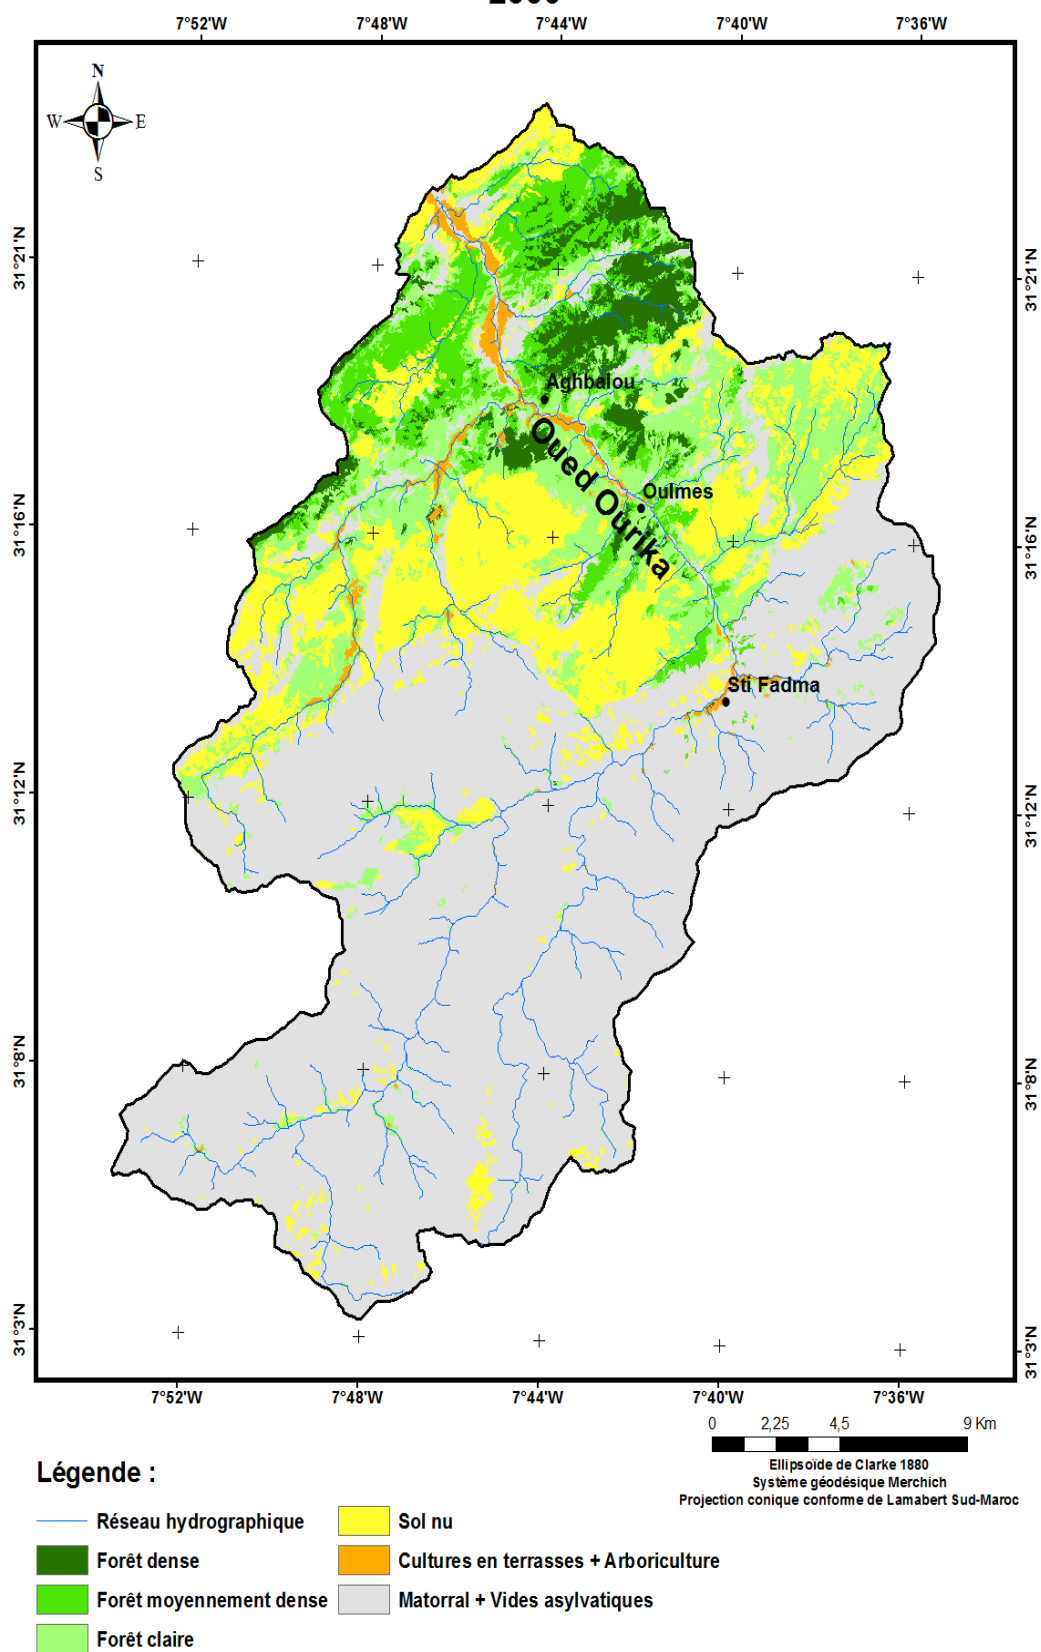 7°52'W 7°48'W 7°44'W 7°40'W 7°36'W
N
W E
S
31°21'N
31°21'N
Aghbalou
Oued Ourika
Oulmes
31°16'N
31°16'N
Sti Fadma
31°12'N
31°12'N
31°8'N
31°8'N
31°3'N
31°3'N
7°52'W 7°48'W 7°44'W 7°40'W 7°36'W
0 2,25 4,5 9 Km
Ellipsoïde de Clarke 1880
Système géodésique Merchich
Projection conique conforme de Lamabert Sud-Maroc
Légende :
Réseau hydrographique
Forêt dense
Forêt moyennement dense
Forêt claire
Sol nu
Cultures en terrasses + Arboriculture
Matorral + Vides asylvatiques